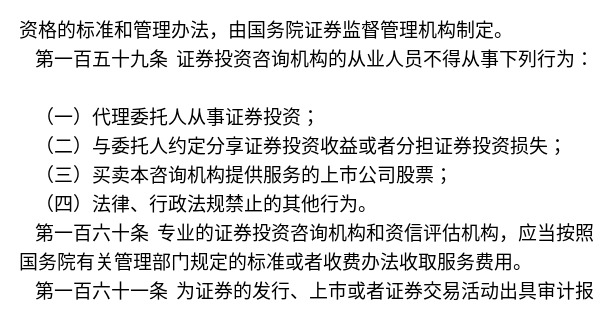 资格的标准和管理办法，由国务院证券监督管理机构制定。
第一百五十九条 证券投资咨询机构的从业人员不得从事下列行为：
（一）代理委托人从事证券投资；
（二）与委托人约定分享证券投资收益或者分担证券投资损失；
（三）买卖本咨询机构提供服务的上市公司股票；
（四）法律、行政法规禁止的其他行为。
第一百六十条 专业的证券投资咨询机构和资信评估机构，应当按照
国务院有关管理部门规定的标准或者收费办法收取服务费用。
第一百六十一条 为证券的发行、上市或者证券交易活动出具审计报